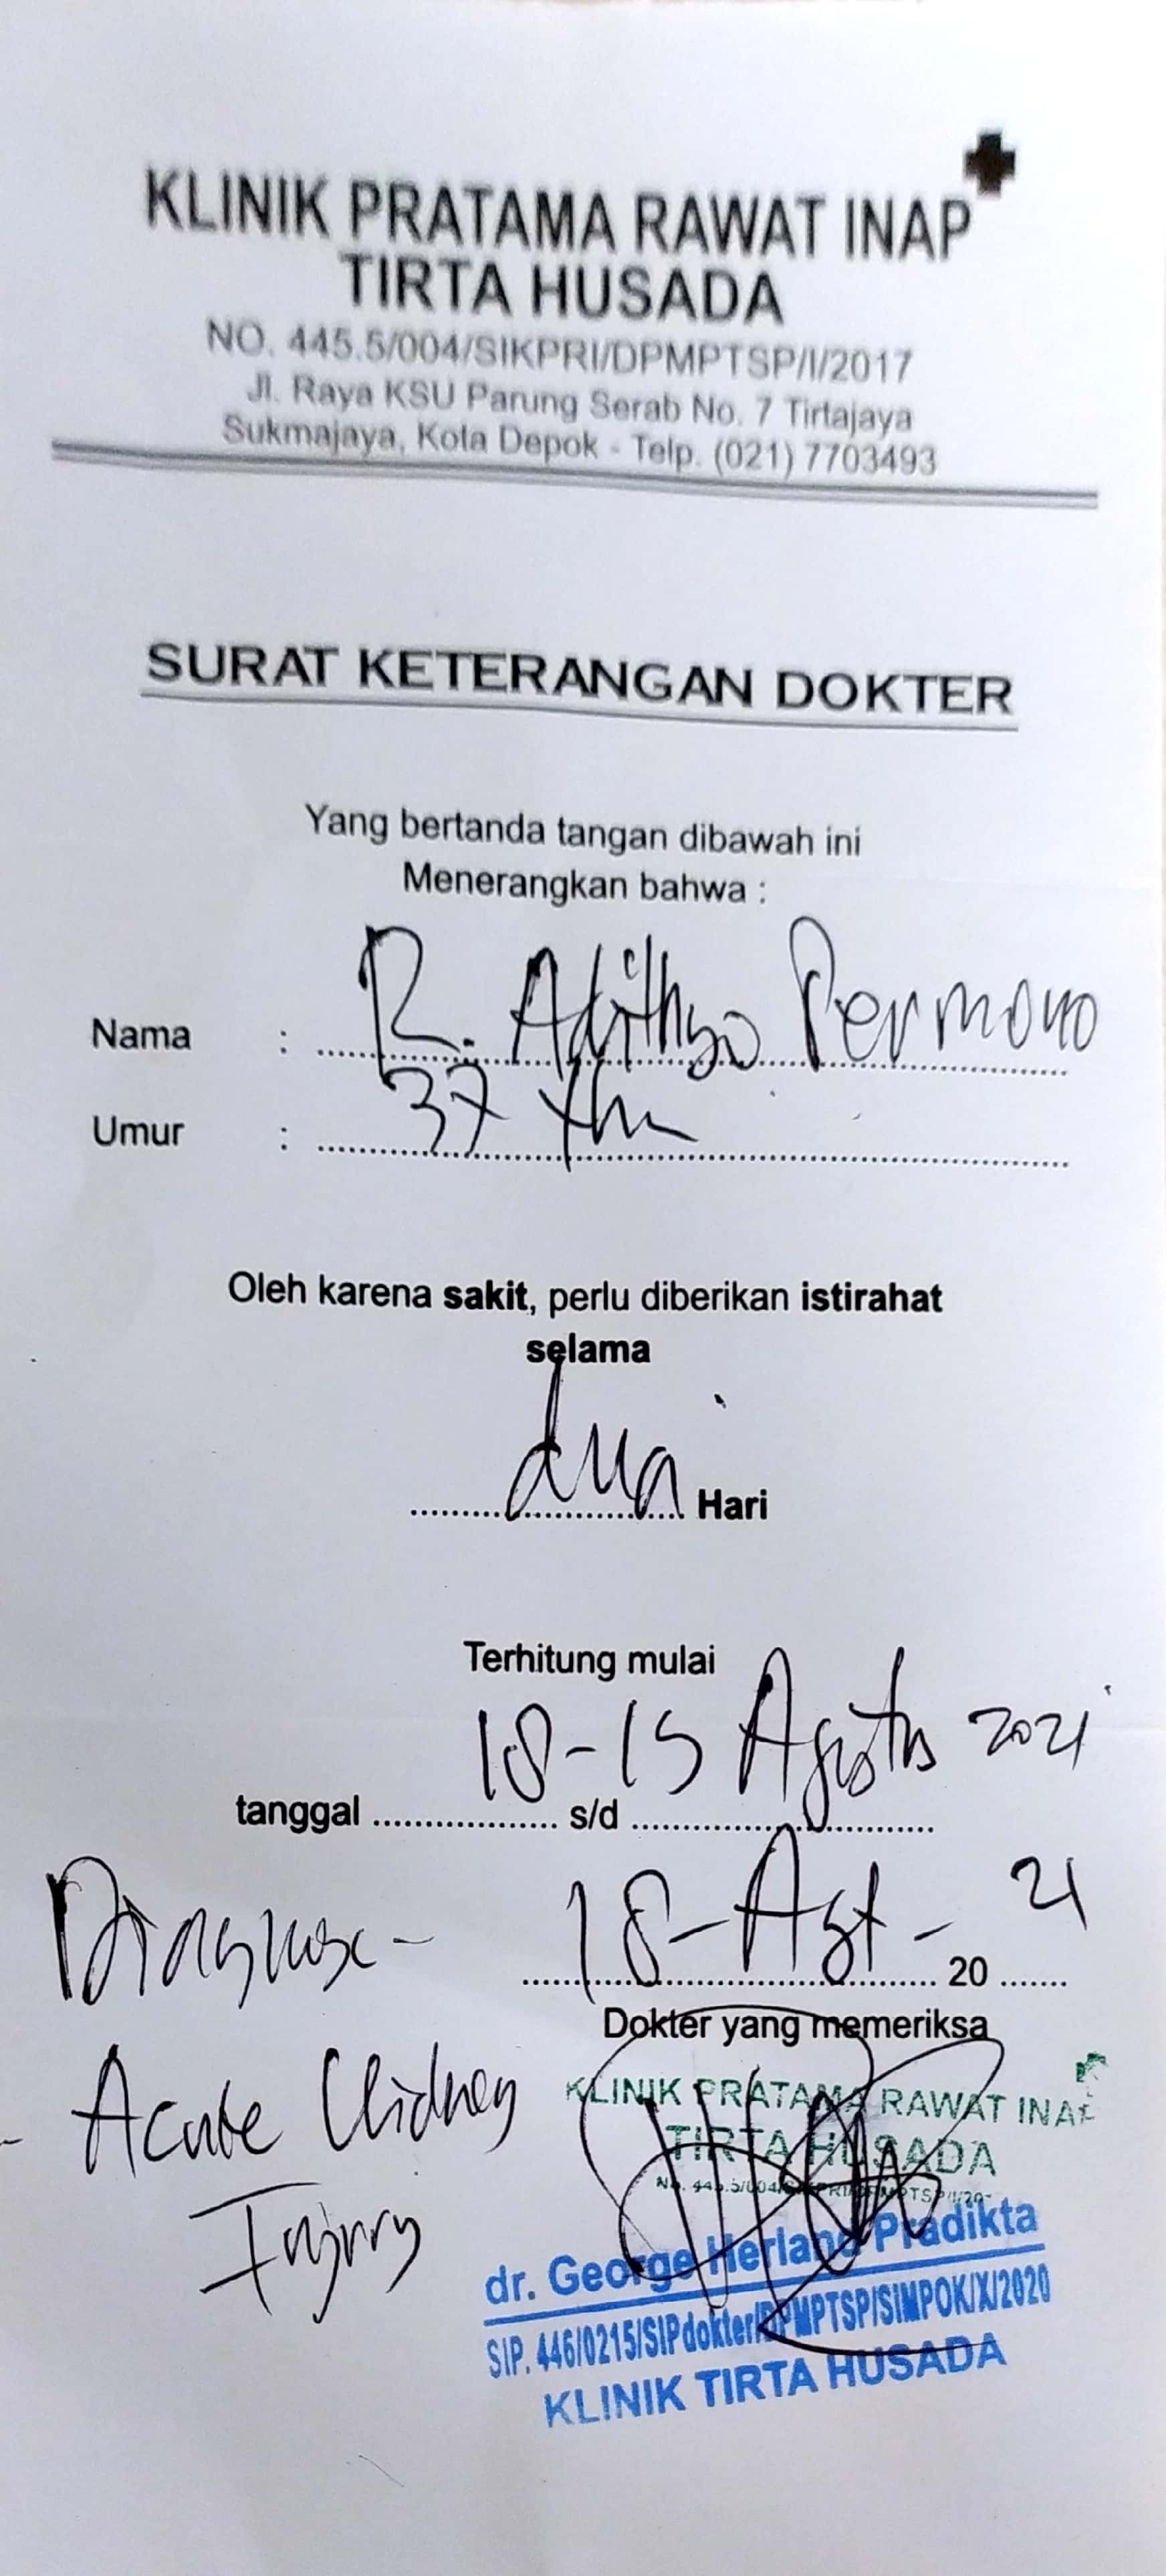 KLINIK PRATAMA RAWAT INAP
TIRTA HUSADA
NO. 445.5/004/SIKPRI/DPMPTSP/I/2017
Jl. Raya KSU Parung Serab No. 7 Tirtajaya
Sukmajaya, Kota Depok - Telp. (021) 7703493
SURAT KETERANGAN DOKTER
Yang bertanda tangan dibawah ini
Menerangkan bahwa :
Nama : R. Adithyo Permono
Umur : 37 thn
Oleh karena sakit, perlu diberikan istirahat
selama
dua Hari
Terhitung mulai
18-19 Agustus 2021
tanggal .................. s/d ..............................
Diagnosa - 18-Agt- 20 21
Dokter yang memeriksa
- Acute Kidney
Injury
KLINIK PRATAMA RAWAT INAP
TIRTA HUSADA
No. 445.5/004/SIKPRI/DPMPTSP/I/20
dr. George Herland Pradikta
SIP. 446/0215/SIPdokter/DPMPTSP/SIMPOK/X/2020
KLINIK TIRTA HUSADA